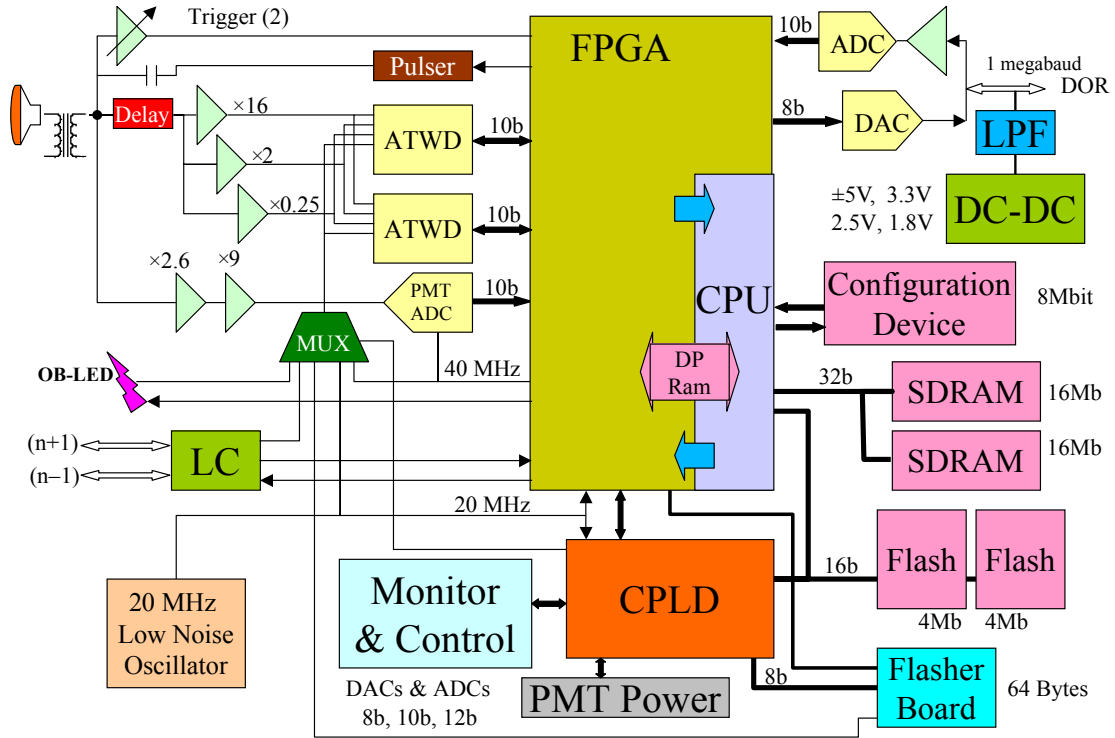 Trigger (2)
FPGA
10b
ADC
1 megabaud
DOR
Pulser
Delay
×16
ATWD
10b
8b
DAC
LPF
×2
±5V, 3.3V
2.5V, 1.8V
DC-DC
×0.25
ATWD
10b
×2.6
×9
PMT
ADC
10b
CPU
Configuration
Device
8Mbit
MUX
OB-LED
40 MHz
DP
Ram
32b
SDRAM
16Mb
SDRAM
16Mb
(n+1)
(n−1)
LC
20 MHz
20 MHz
Low Noise
Oscillator
Monitor
& Control
CPLD
16b
Flash
Flash
4Mb
4Mb
DACs & ADCs
8b, 10b, 12b
PMT Power
8b
Flasher
Board
64 Bytes